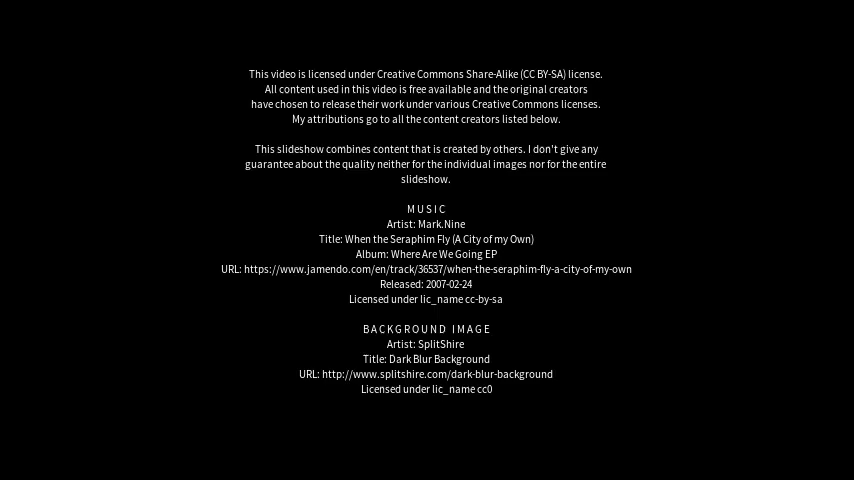 This video is licensed under Creative Commons Share-Alike (CC BY-SA) license.
All content used in this video is free available and the original creators
have chosen to release their work under various Creative Commons licenses.
My attributions go to all the content creators listed below.
This slideshow combines content that is created by others. I don't give any
guarantee about the quality neither for the individual images nor for the entire
slideshow.
MUSIC
Artist: Mark.Nine
Title: When the Seraphim Fly (A City of my Own)
Album: Where Are We Going EP
URL: https://www.jamendo.com/en/track/36537/when-the-seraphim-fly-a-city-of-my-own
Released: 2007-02-24
Licensed under lic_name cc-by-sa
BACKGROUND IMAGE
Artist: SplitShire
Title: Dark Blur Background
URL: http://www.splitshire.com/dark-blur-background
Licensed under lic_name cc0